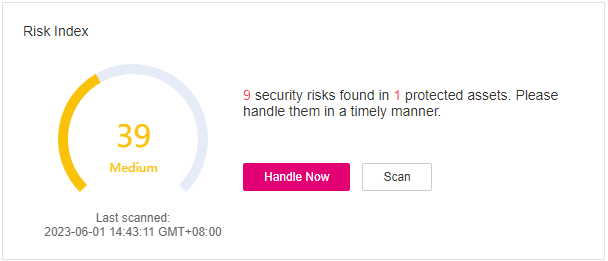 Risk Index
39
Medium
Last scanned:
2023-06-01 14:43:11 GMT+08:00
9 security risks found in 1 protected assets. Please
handle them in a timely manner.
Handle Now
Scan